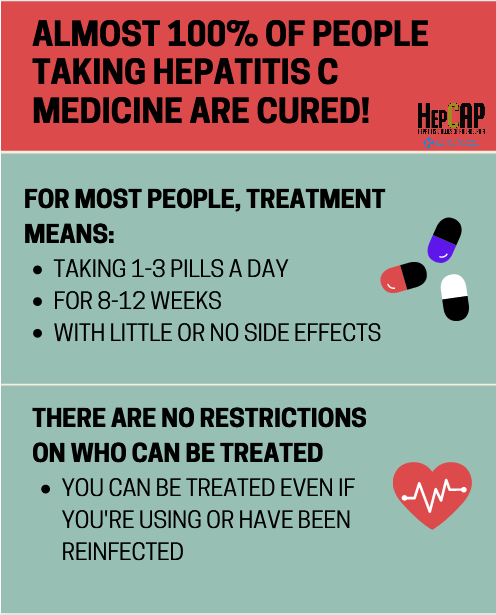 ALMOST 100% OF PEOPLE
TAKING HEPATITIS C
MEDICINE ARE CURED!
HEPCAP
FOR MOST PEOPLE, TREATMENT
MEANS:
• TAKING 1-3 PILLS A DAY
• FOR 8-12 WEEKS
• WITH LITTLE OR NO SIDE EFFECTS
THERE ARE NO RESTRICTIONS
ON WHO CAN BE TREATED
• YOU CAN BE TREATED EVEN IF
YOU'RE USING OR HAVE BEEN
REINFECTED